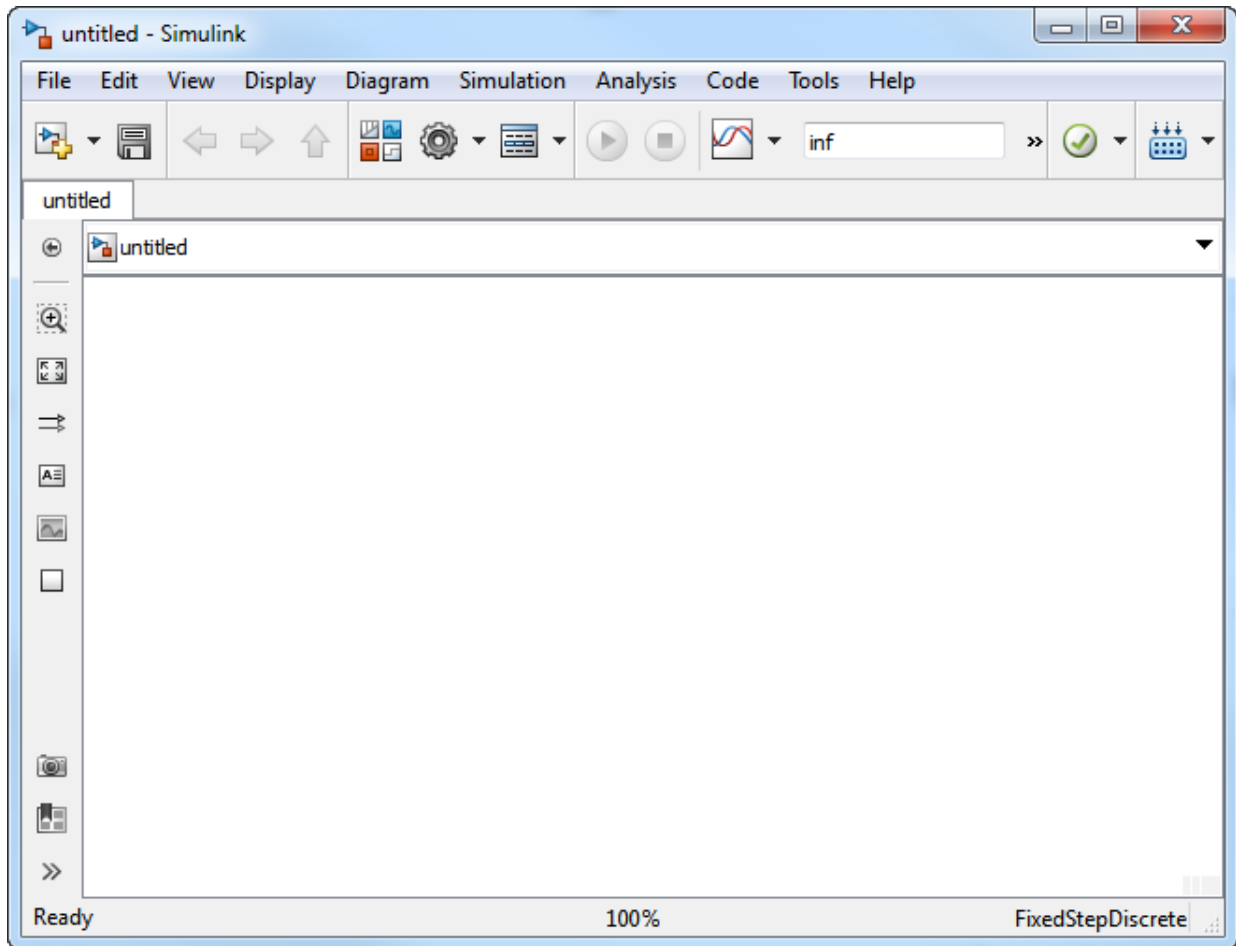 untitled - Simulink
File Edit View Display Diagram Simulation Analysis Code Tools Help
inf
untitled
untitled
Ready 100% FixedStepDiscrete